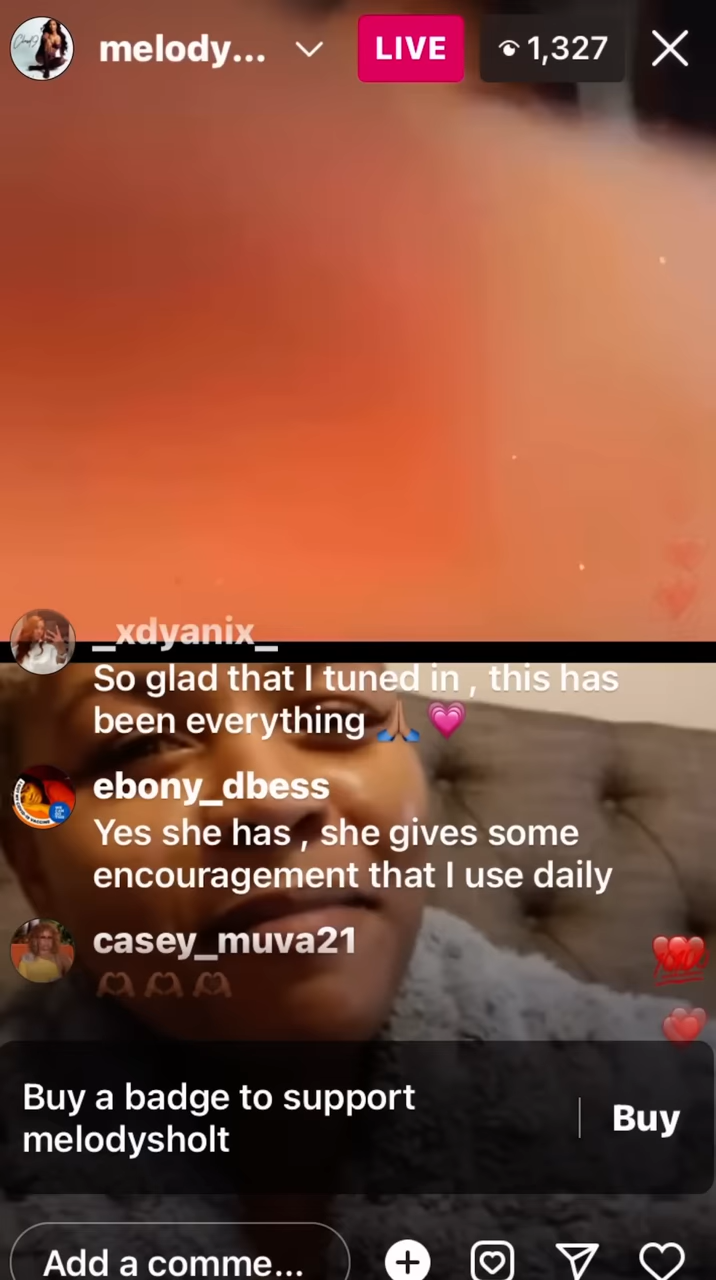 melody...
LIVE
1,327
_xdyanix_
So glad that I tuned in , this has
been everything 🙏🏽 💗
ebony_dbess
Yes she has , she gives some
encouragement that I use daily
casey_muva21
🫶🏾 🫶🏾 🫶🏾
Buy a badge to support
melodysholt
Buy
Add a comme...